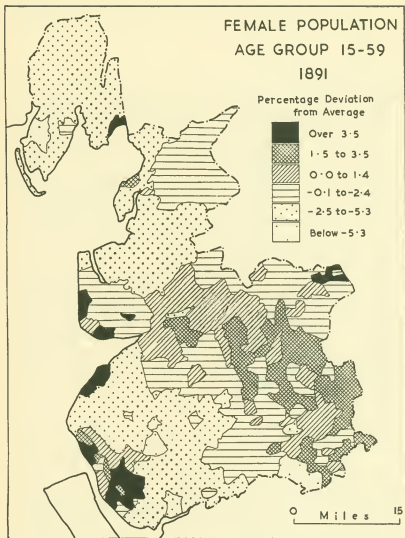 FEMALE POPULATION
AGE GROUP 15-59
1891
Percentage Deviation
from Average
Over 3·5
1·5 to 3·5
0·0 to 1·4
-0·1 to -2·4
-2·5 to -5·3
Below -5·3
0 Miles 15